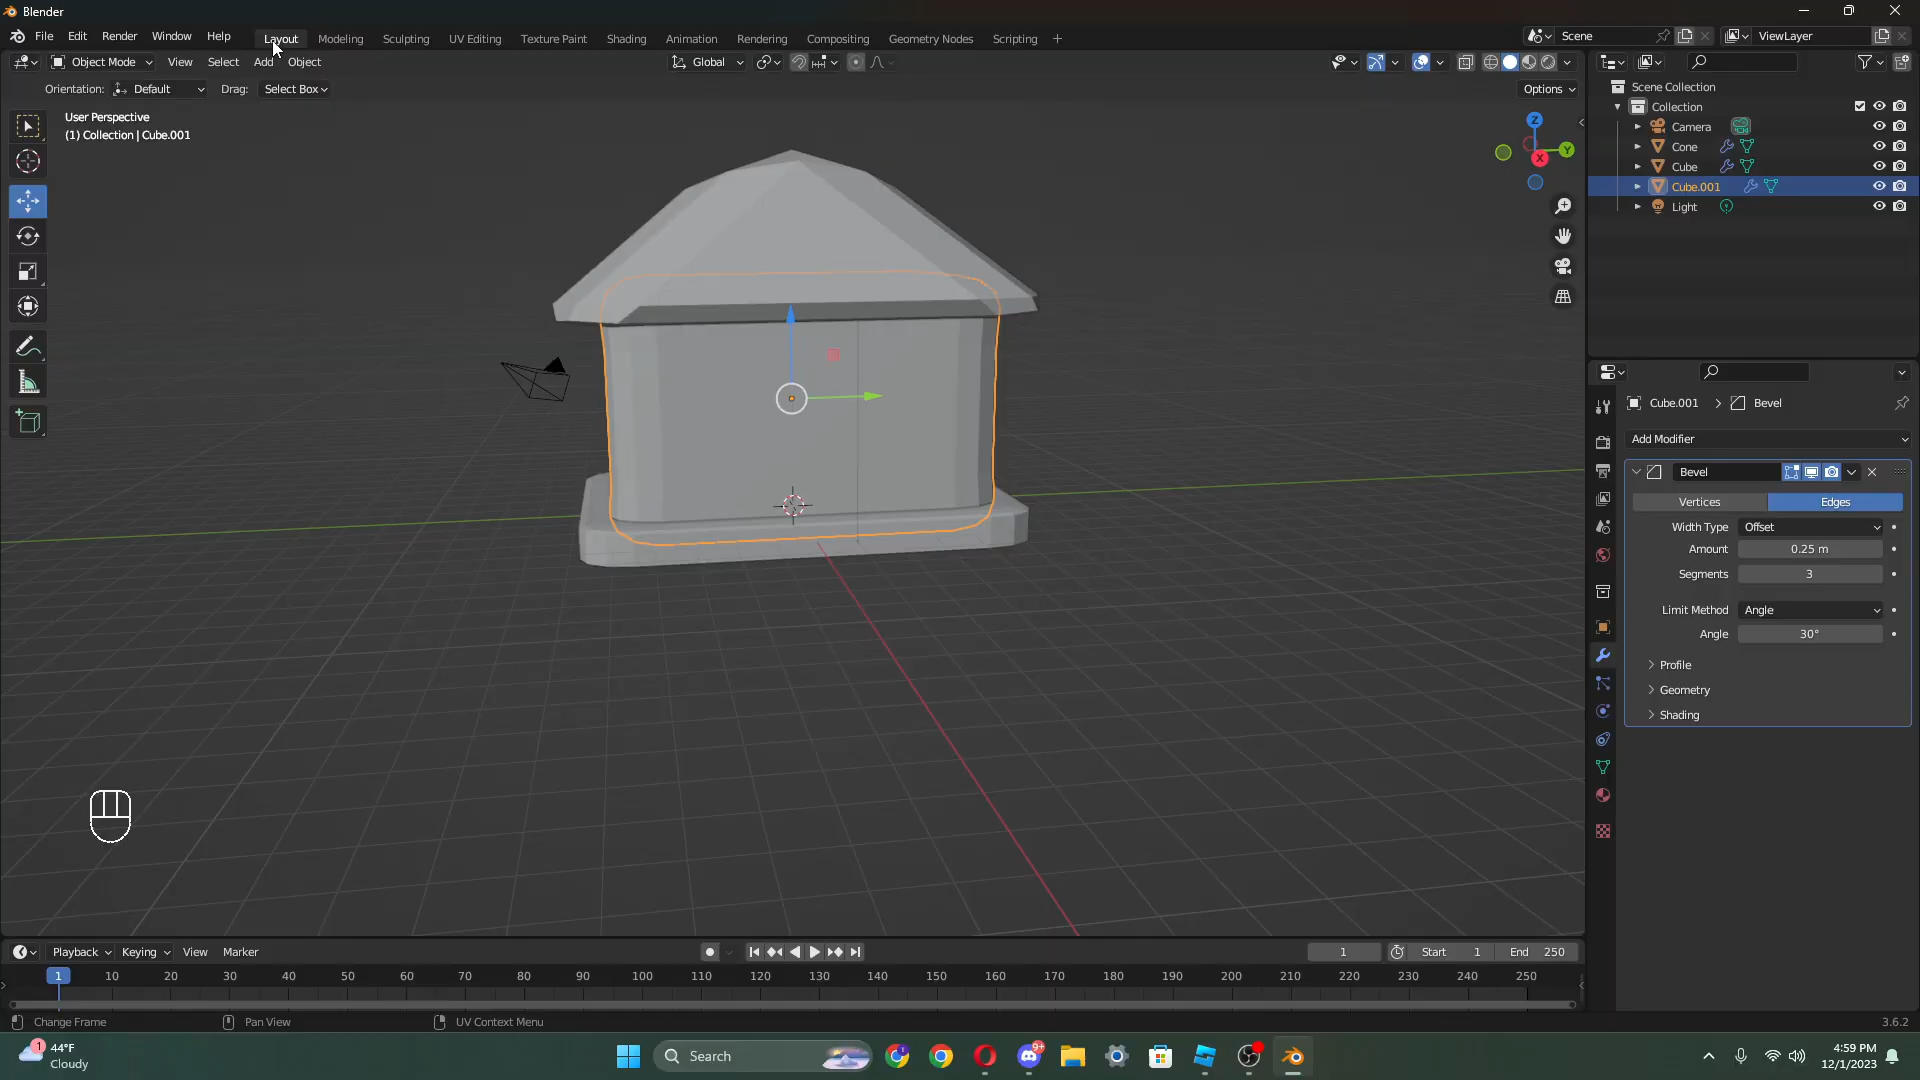 Blender
File Edit Render Window Help Layout Modeling Sculpting UV Editing Texture Paint Shading Animation Rendering Compositing Geometry Nodes Scripting + Scene ViewLayer
Object Mode View Select Add Object Global
Orientation: Default Drag: Select Box Options
User Perspective
(1) Collection | Cube.001
Z
Y
X
Scene Collection
Collection
Camera
Cone
Cube
Cube.001
Light
Cube.001 > Bevel
Add Modifier
Bevel
Vertices Edges
Width Type Offset
Amount 0.25 m
Segments 3
Limit Method Angle
Angle 30°
Profile
Geometry
Shading
Playback Keying View Marker 1 Start 1 End 250
1 10 20 30 40 50 60 70 80 90 100 110 120 130 140 150 160 170 180 190 200 210 220 230 240 250
Change Frame Pan View UV Context Menu 3.6.2
1 44°F
Cloudy
Search
9+
4:59 PM
12/1/2023